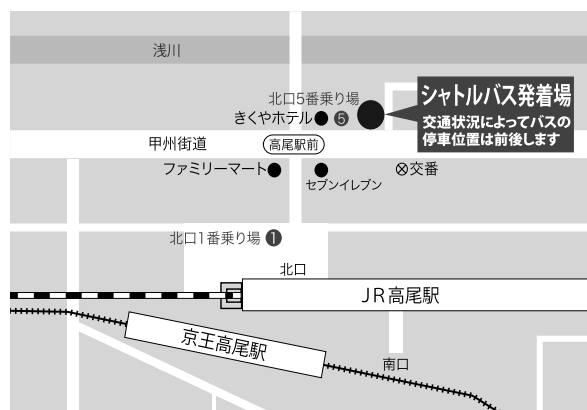 浅川
北口5番乗り場
シャトルバス発着場
きくやホテル 5
交通状況によってバスの
停車位置は前後します
甲州街道
高尾駅前
ファミリーマート
セブンイレブン
交番
北口1番乗り場 1
北口
JR高尾駅
京王高尾駅
南口